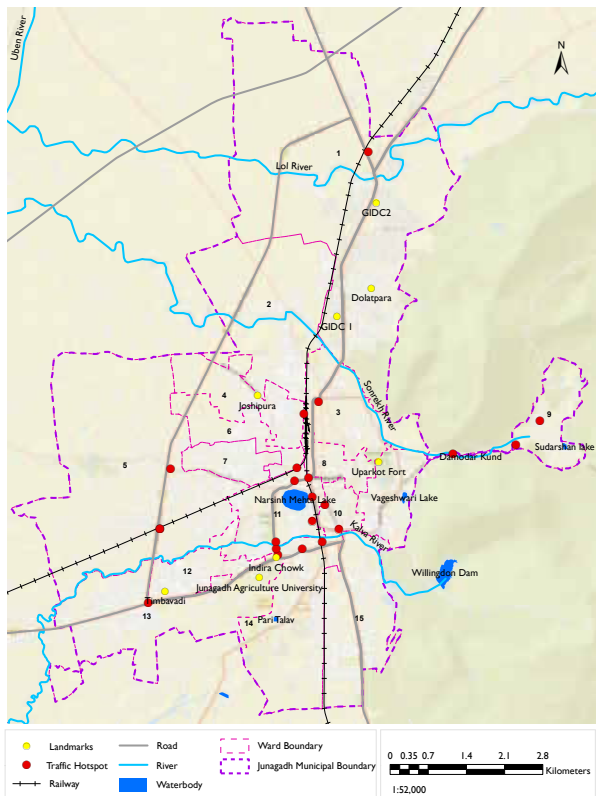 Uben River
N
1
Lol River
GIDC2
Dolatpara
2
GIDC 1
Sonrekh River
4
Joshipura
3
9
6
Sudarshan lake
Damodar Kund
5
7
8
Uparkot Fort
Narsinh Mehta Lake
Vageshwari Lake
11
10
Kalva River
Indira Chowk
12
Willingdon Dam
Junagadh Agriculture University
Timbavadi
13
14
Pari Talav
15
Landmarks
Road
Ward Boundary
Traffic Hotspot
River
Junagadh Municipal Boundary
Railway
Waterbody
0 0.35 0.7 1.4 2.1 2.8
Kilometers
1:52,000